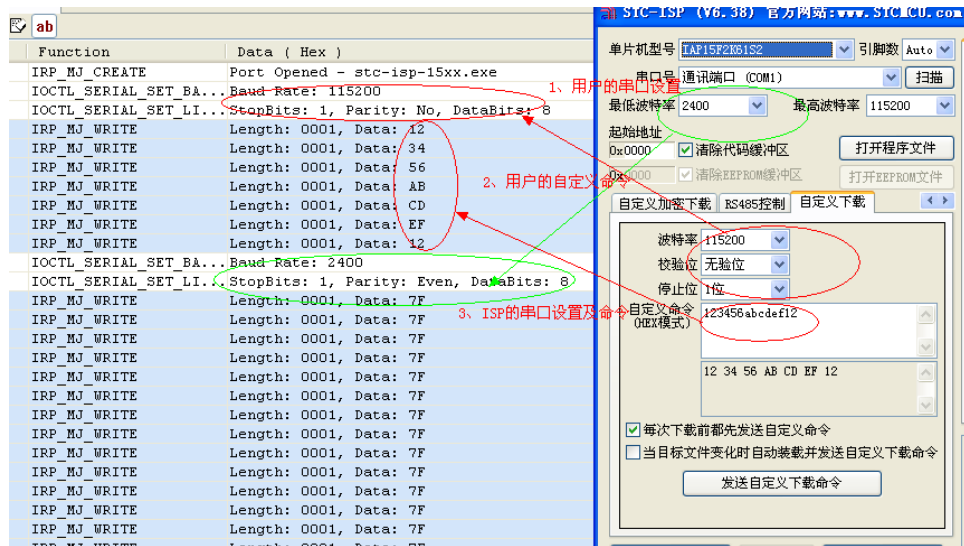 ab
Function Data ( Hex )
IRP_MJ_CREATE Port Opened - stc-isp-15xx.exe
IOCTL_SERIAL_SET_BA...Baud Rate: 115200
IOCTL_SERIAL_SET_LI...StopBits: 1, Parity: No, DataBits: 8
IRP_MJ_WRITE Length: 0001, Data: 12
IRP_MJ_WRITE Length: 0001, Data: 34
IRP_MJ_WRITE Length: 0001, Data: 56
IRP_MJ_WRITE Length: 0001, Data: AB
IRP_MJ_WRITE Length: 0001, Data: CD
IRP_MJ_WRITE Length: 0001, Data: EF
IRP_MJ_WRITE Length: 0001, Data: 12
IOCTL_SERIAL_SET_BA...Baud Rate: 2400
IOCTL_SERIAL_SET_LI...StopBits: 1, Parity: Even, DataBits: 8
IRP_MJ_WRITE Length: 0001, Data: 7F
IRP_MJ_WRITE Length: 0001, Data: 7F
IRP_MJ_WRITE Length: 0001, Data: 7F
IRP_MJ_WRITE Length: 0001, Data: 7F
IRP_MJ_WRITE Length: 0001, Data: 7F
IRP_MJ_WRITE Length: 0001, Data: 7F
IRP_MJ_WRITE Length: 0001, Data: 7F
IRP_MJ_WRITE Length: 0001, Data: 7F
IRP_MJ_WRITE Length: 0001, Data: 7F
IRP_MJ_WRITE Length: 0001, Data: 7F
IRP_MJ_WRITE Length: 0001, Data: 7F
IRP_MJ_WRITE Length: 0001, Data: 7F
1、用户的串口设置
2、用户的自定义命令
3、ISP的串口设置及命令
STC-ISP (V6.38) 官方网站:www.STCMCU.com
单片机型号 IAP15F2K61S2 引脚数 Auto
串口号 通讯端口 (COM1) 扫描
最低波特率 2400 最高波特率 115200
起始地址
0x0000 清除代码缓冲区 打开程序文件
0x0000 清除EEPROM缓冲区 打开EEPROM文件
自定义加密下载 RS485控制 自定义下载
波特率 115200
校验位 无验位
停止位 1位
自定义命令 123456abcdef12
(HEX模式)
12 34 56 AB CD EF 12
每次下载前都先发送自定义命令
当目标文件变化时自动装载并发送自定义下载命令
发送自定义下载命令